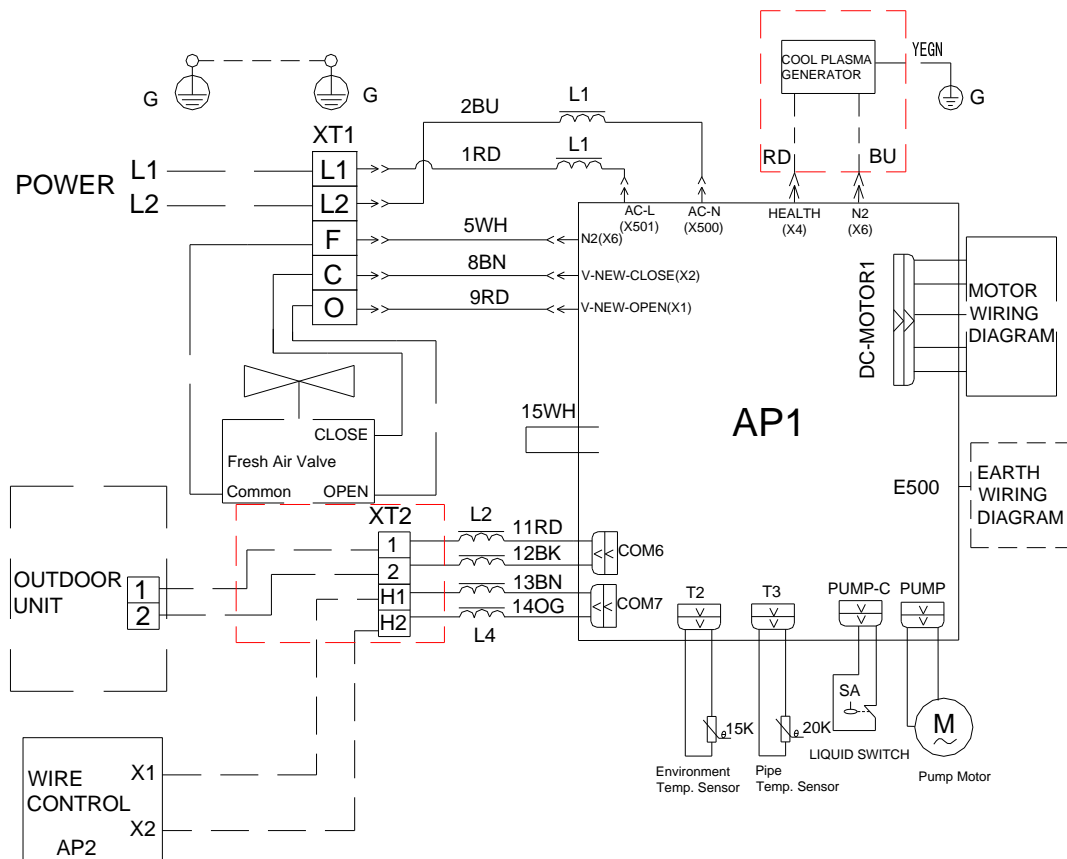 YEGN
COOL PLASMA
GENERATOR
G
G
G
2BU
L1
XT1
1RD
L1
RD
BU
POWER
L1
L2
L1
L2
F
C
O
AC-L
(X501)
AC-N
(X500)
HEALTH
(X4)
N2
(X6)
5WH
N2(X6)
8BN
V-NEW-CLOSE(X2)
9RD
V-NEW-OPEN(X1)
DC-MOTOR1
MOTOR
WIRING
DIAGRAM
15WH
AP1
CLOSE
Fresh Air Valve
Common
OPEN
E500
EARTH
WIRING
DIAGRAM
XT2
L2
11RD
1
12BK
COM6
2
13BN
H1
14OG
COM7
H2
L4
OUTDOOR
UNIT
1
2
T2
T3
PUMP-C
PUMP
SA
M
θ
15K
θ
20K
LIQUID SWITCH
Environment
Temp. Sensor
Pipe
Temp. Sensor
Pump Motor
WIRE
CONTROL
X1
X2
AP2